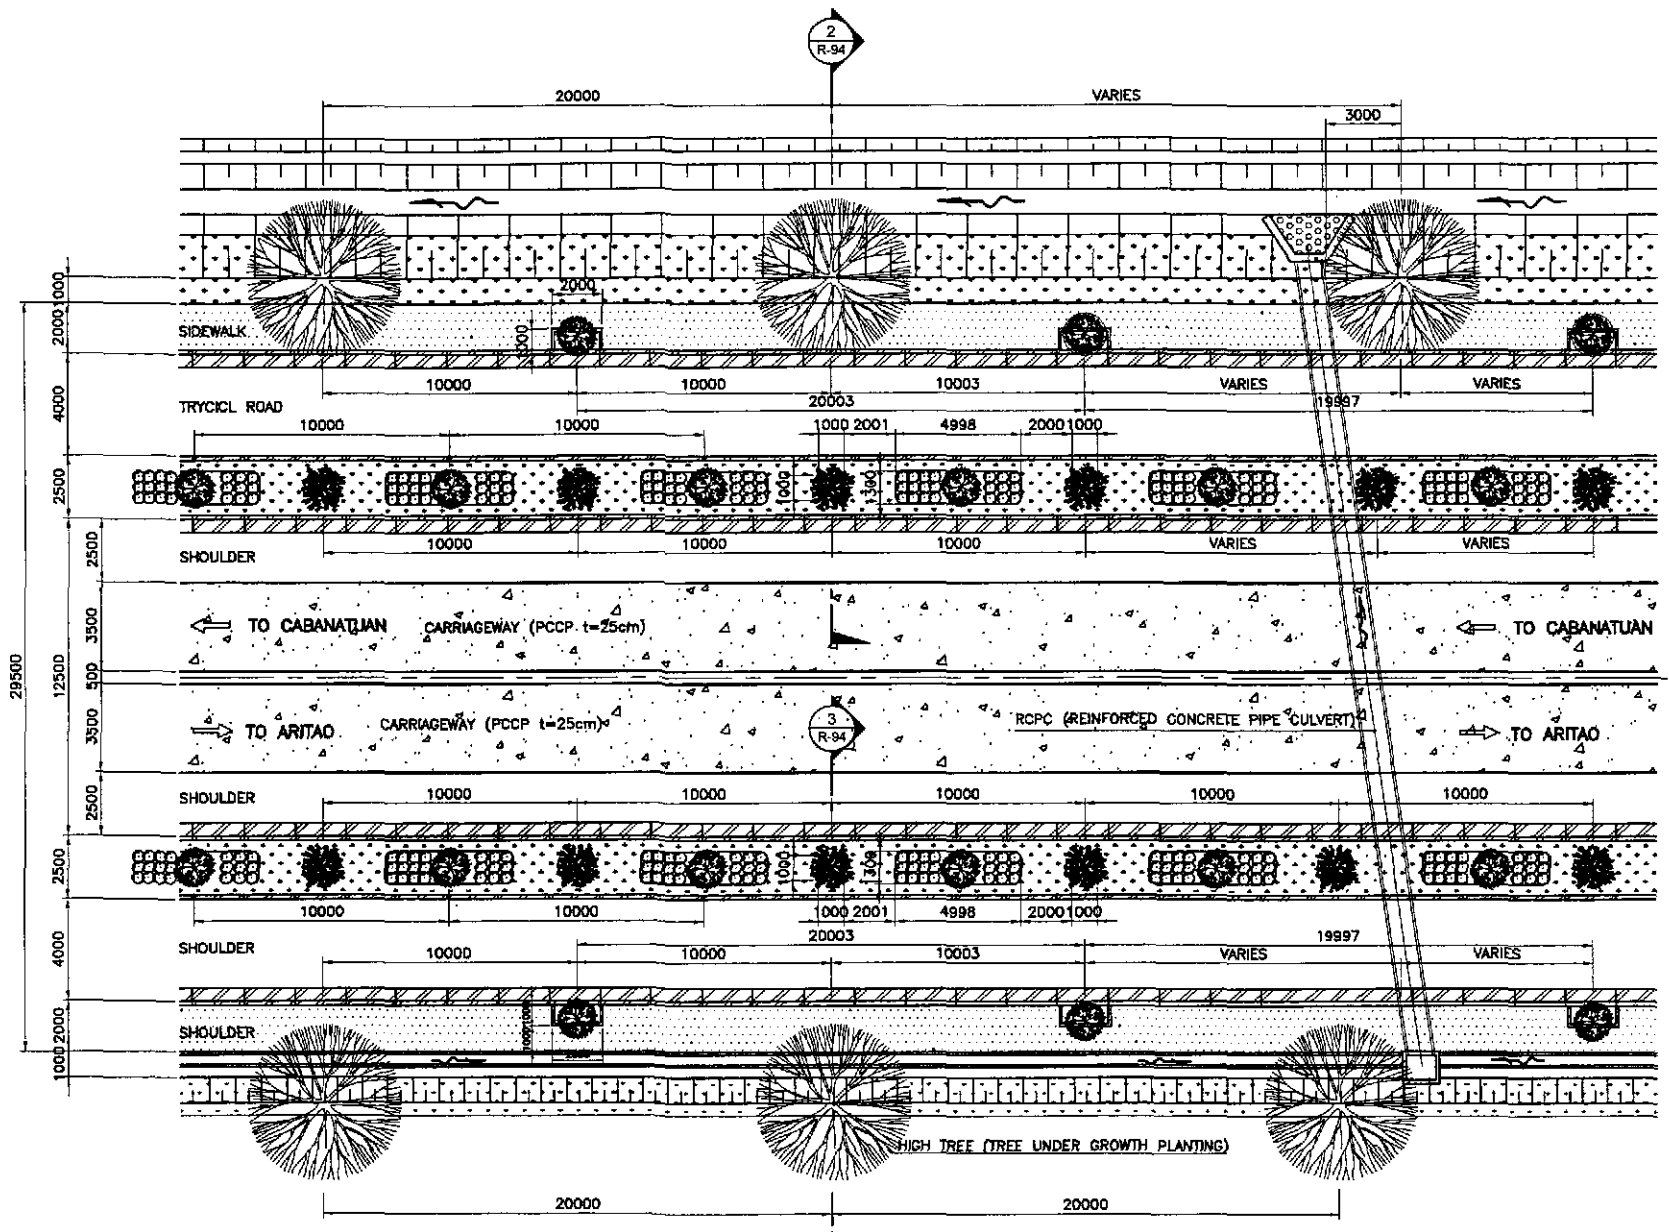 2
R-94
20000
VARIES
3000
1000
2000
2000
SIDEWALK
10000
10000
10003
VARIES
VARIES
4000
TRYCICL ROAD
20003
19997
10000
10000
1000 2001 4998 2000 1000
2500
1000
1300
10000
10000
10000
VARIES
VARIES
2500
SHOULDER
3500
TO CABANATUAN
CARRIAGEWAY (PCCP t=25cm)
TO CABANATUAN
29500
12500
500
3500
TO ARITAO
CARRIAGEWAY (PCCP t=25cm)
3
R-94
RCPC (REINFORCED CONCRETE PIPE CULVERT)
TO ARITAO
2500
SHOULDER
10000
10000
10000
10000
10000
2500
1000
1300
10000
10000
1000 2001 4998 2000 1000
4000
SHOULDER
20003
19997
10000
10000
10003
VARIES
VARIES
2000
SHOULDER
1000
1000
1000
HIGH TREE (TREE UNDER GROWTH PLANTING)
20000
20000